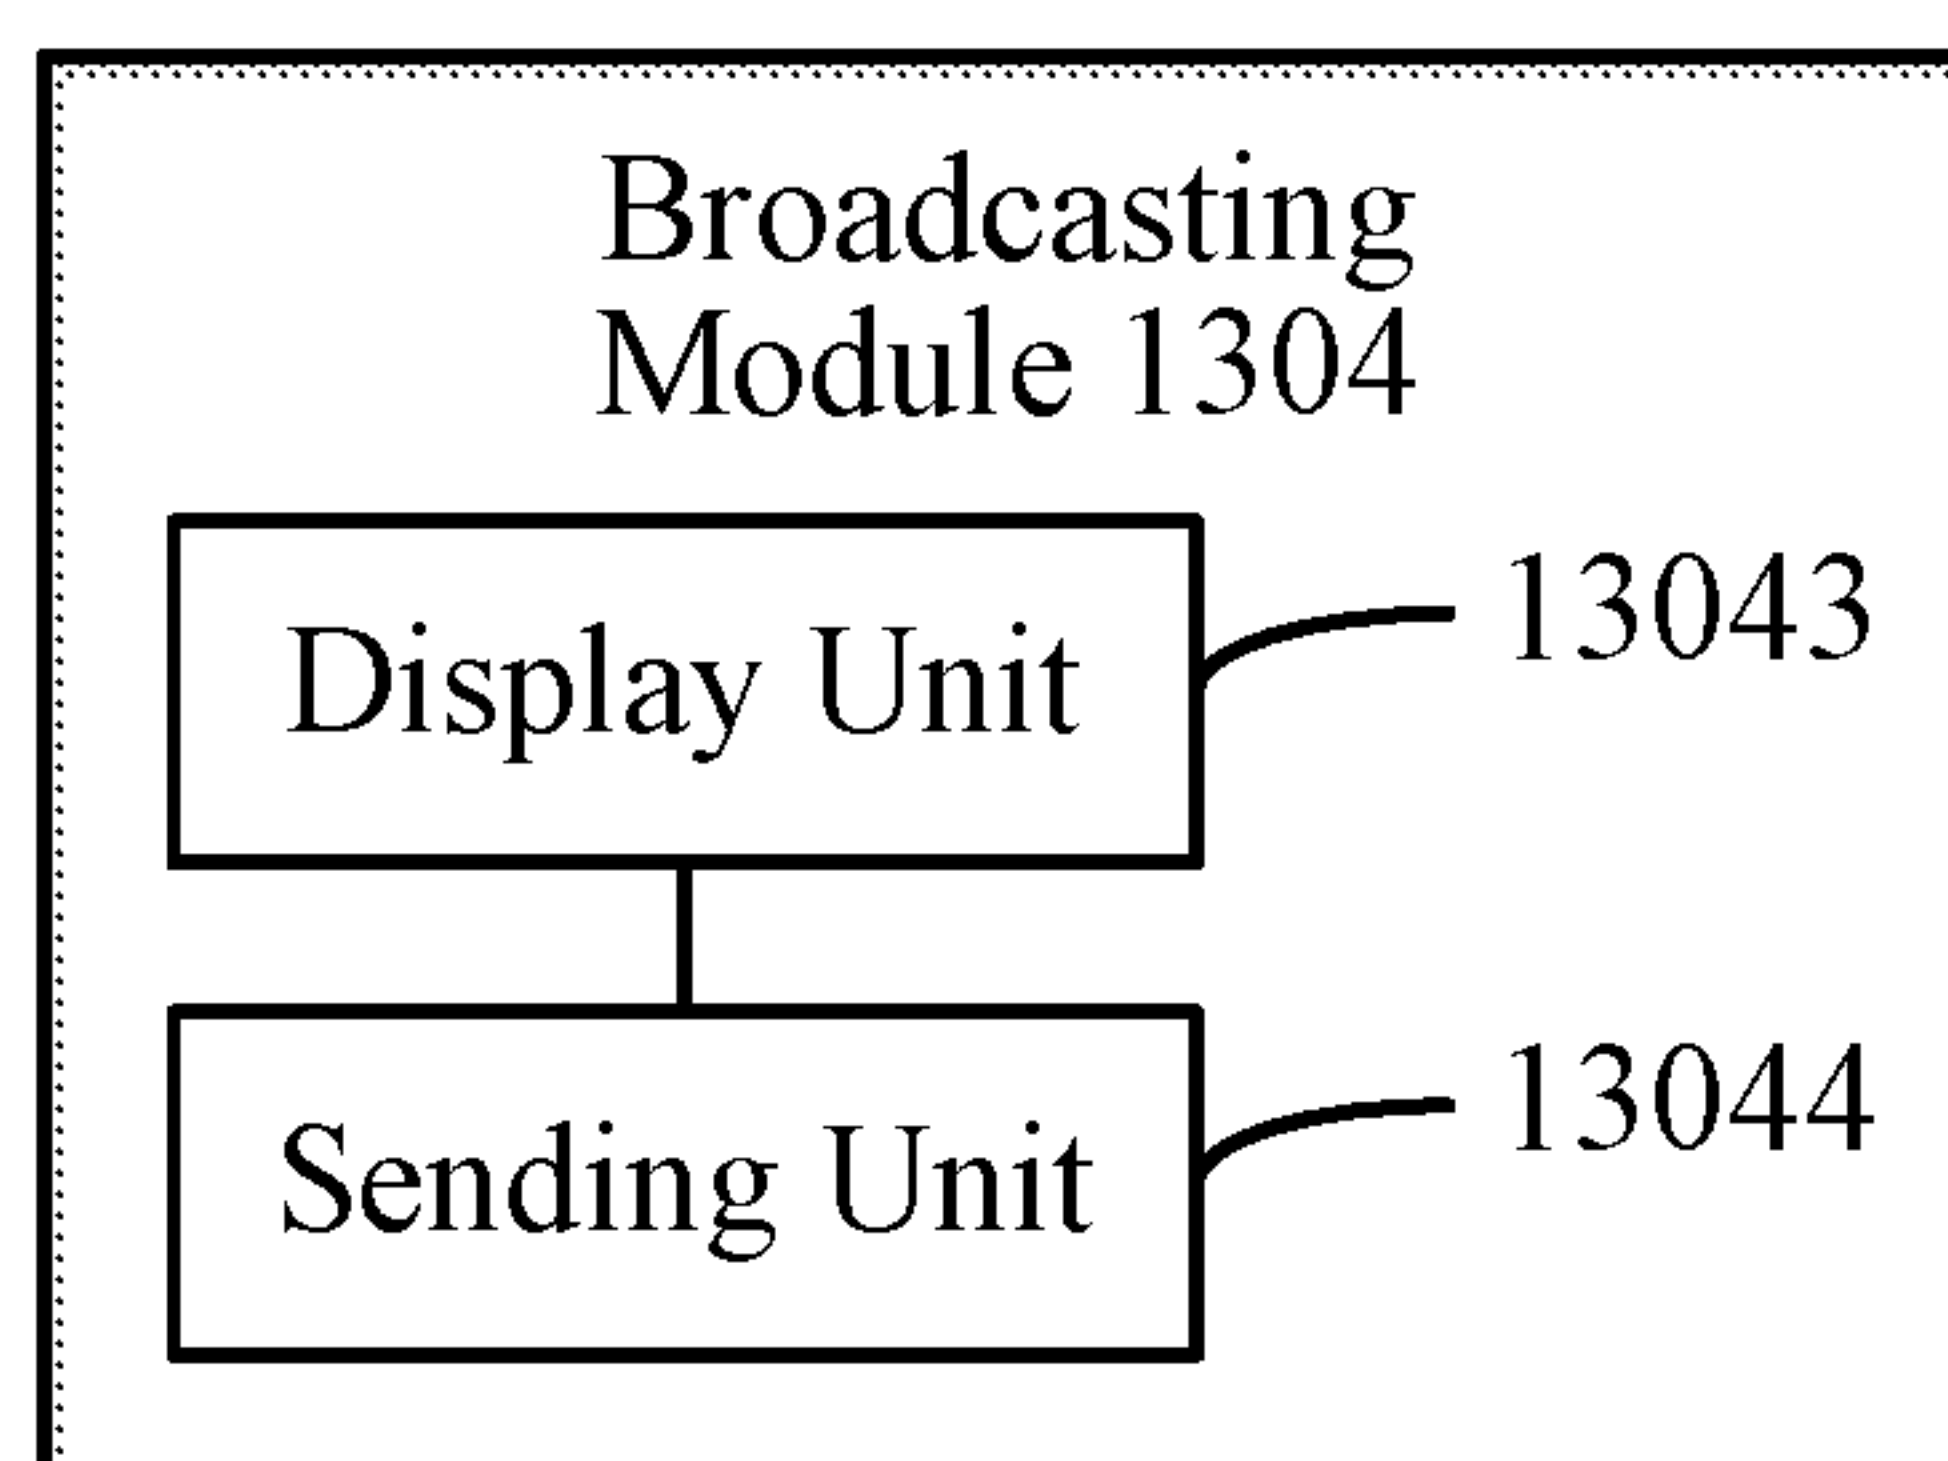 Broadcasting
Module 1304
Display Unit
13043
Sending Unit
13044